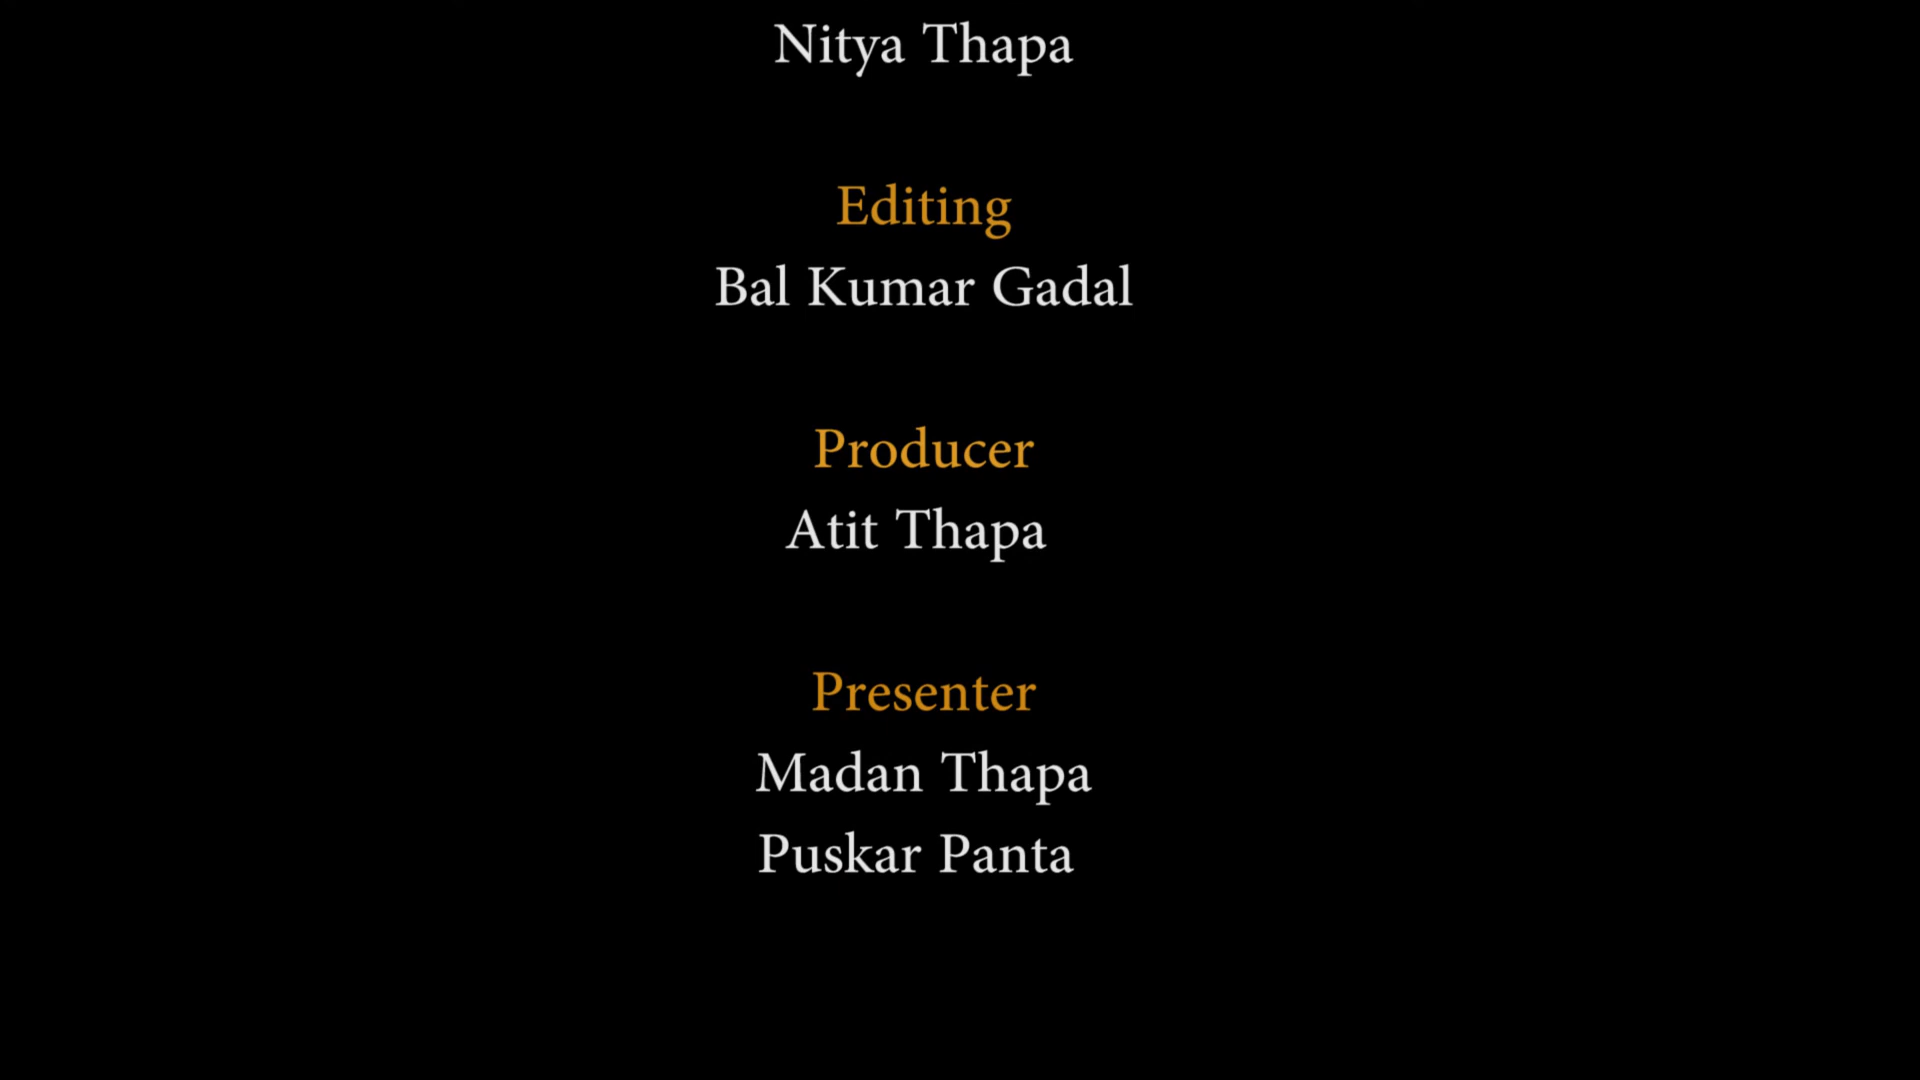 Nitya Thapa
Editing
Bal Kumar Gadal
Producer
Atit Thapa
Presenter
Madan Thapa
Puskar Panta